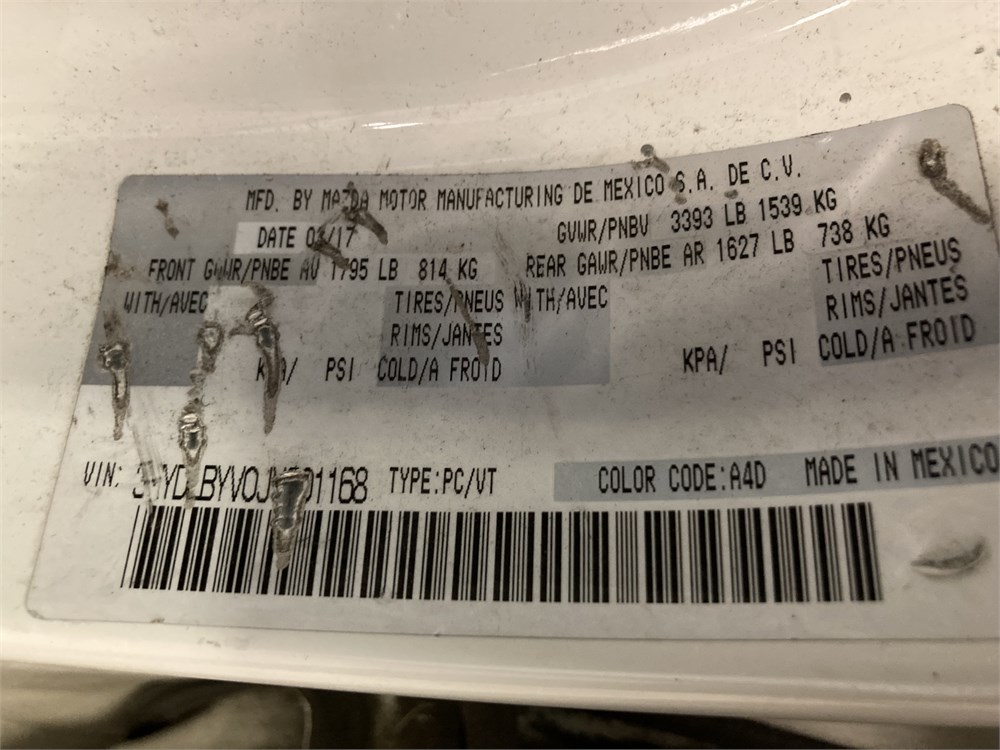 MFD. BY MAZDA MOTOR MANUFACTURING DE MEXICO S.A. DE C.V.
DATE GVWR/PNBV 3393 LB 1539 KG
FRONT GAWR/PNBE AV 1795 LB 814 KG REAR GAWR/PNBE AR 1627 LB 738 KG
WITH/AVEC TIRES/PNEUS WITH/AVEC TIRES/PNEUS
RIMS/JANTES RIMS/JANTES
KPA/ PSI COLD/A FROID KPA/ PSI COLD/A FROID
VIN: TYPE:PC/VT COLOR CODE:A4D MADE IN MEXICO